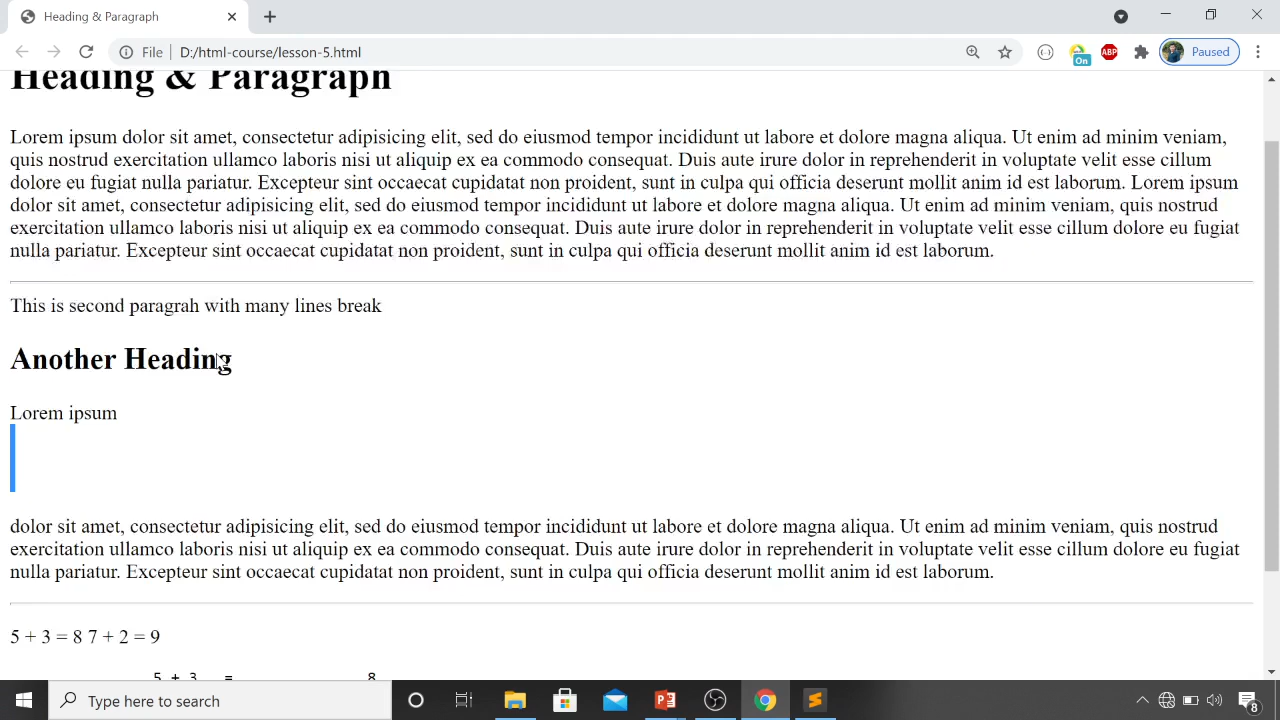 Heading & Paragraph
File
D:/html-course/lesson-5.html
On
ABP
Paused
Heading & Paragraph
Lorem ipsum dolor sit amet, consectetur adipisicing elit, sed do eiusmod tempor incididunt ut labore et dolore magna aliqua. Ut enim ad minim veniam,
quis nostrud exercitation ullamco laboris nisi ut aliquip ex ea commodo consequat. Duis aute irure dolor in reprehenderit in voluptate velit esse cillum
dolore eu fugiat nulla pariatur. Excepteur sint occaecat cupidatat non proident, sunt in culpa qui officia deserunt mollit anim id est laborum. Lorem ipsum
dolor sit amet, consectetur adipisicing elit, sed do eiusmod tempor incididunt ut labore et dolore magna aliqua. Ut enim ad minim veniam, quis nostrud
exercitation ullamco laboris nisi ut aliquip ex ea commodo consequat. Duis aute irure dolor in reprehenderit in voluptate velit esse cillum dolore eu fugiat
nulla pariatur. Excepteur sint occaecat cupidatat non proident, sunt in culpa qui officia deserunt mollit anim id est laborum.
This is second paragrah with many lines break
Another Heading
Lorem ipsum
dolor sit amet, consectetur adipisicing elit, sed do eiusmod tempor incididunt ut labore et dolore magna aliqua. Ut enim ad minim veniam, quis nostrud
exercitation ullamco laboris nisi ut aliquip ex ea commodo consequat. Duis aute irure dolor in reprehenderit in voluptate velit esse cillum dolore eu fugiat
nulla pariatur. Excepteur sint occaecat cupidatat non proident, sunt in culpa qui officia deserunt mollit anim id est laborum.
5 + 3 = 8 7 + 2 = 9
5 + 3 = 8
Type here to search
8